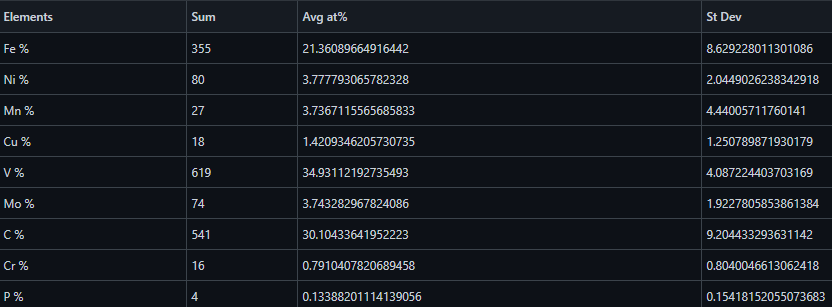 Elements Sum Avg at% St Dev
Fe % 355 21.36089664916442 8.629228011301086
Ni % 80 3.777793065782328 2.0449026238342918
Mn % 27 3.7367115565685833 4.44005711760141
Cu % 18 1.4209346205730735 1.250789871930179
V % 619 34.93112192735493 4.087224403703169
Mo % 74 3.743282967824086 1.9227805853861384
C % 541 30.10433641952223 9.204433293631142
Cr % 16 0.7910407820689458 0.8040046613062418
P % 4 0.13388201114139056 0.15418152055073683